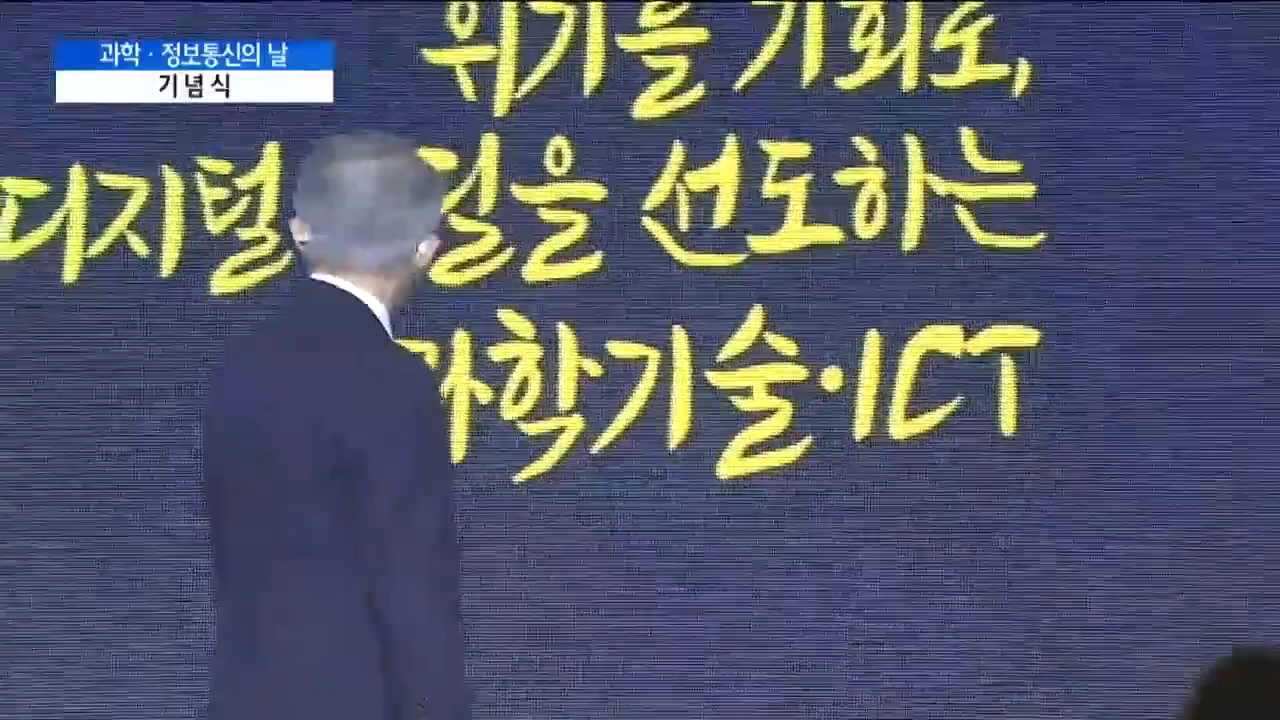 과학·정보통신의 날
기념식
위기를 기회로,
디지털 을 선도하는
과학기술·ICT